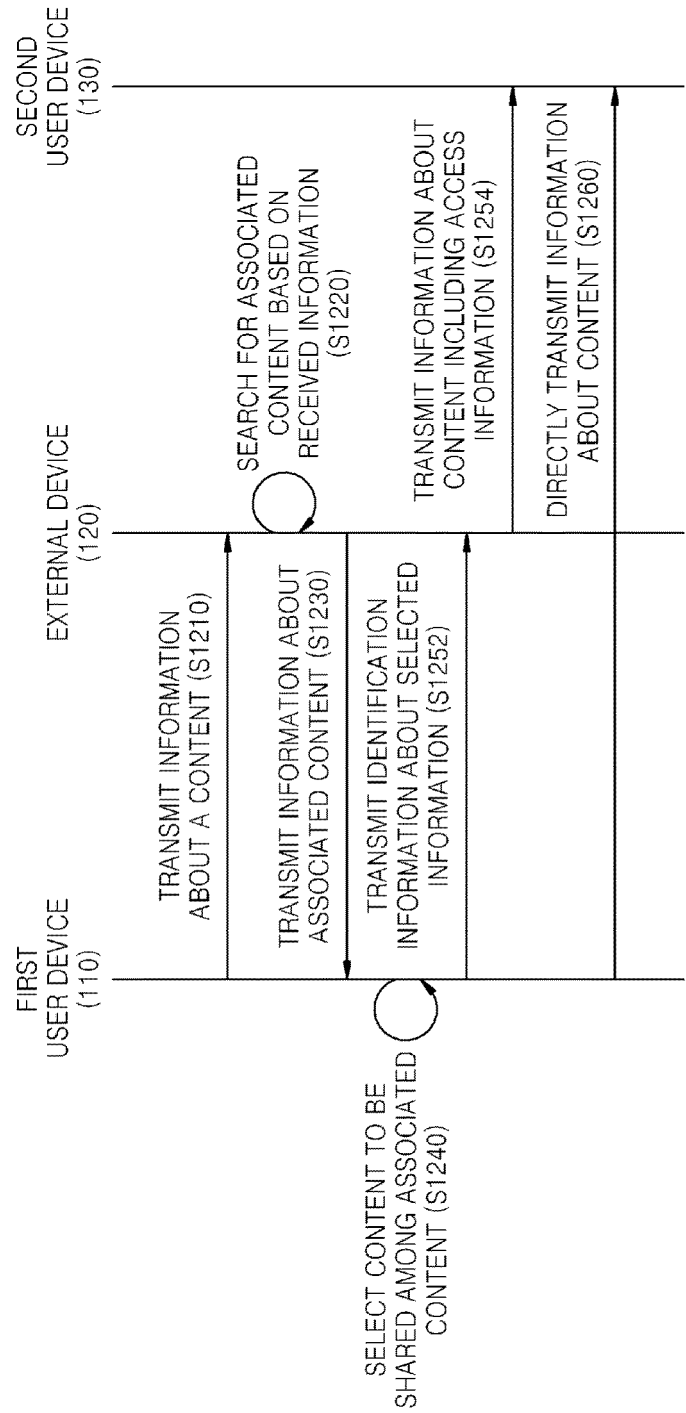 FIRST
USER DEVICE
(110)
EXTERNAL DEVICE
(120)
SECOND
USER DEVICE
(130)
TRANSMIT INFORMATION
ABOUT A CONTENT (S1210)
SEARCH FOR ASSOCIATED
CONTENT BASED ON
RECEIVED INFORMATION
(S1220)
TRANSMIT INFORMATION ABOUT
ASSOCIATED CONTENT (S1230)
SELECT CONTENT TO BE
SHARED AMONG ASSOCIATED
CONTENT (S1240)
TRANSMIT IDENTIFICATION
INFORMATION ABOUT SELECTED
INFORMATION (S1252)
TRANSMIT INFORMATION ABOUT
CONTENT INCLUDING ACCESS
INFORMATION (S1254)
DIRECTLY TRANSMIT INFORMATION
ABOUT CONTENT (S1260)